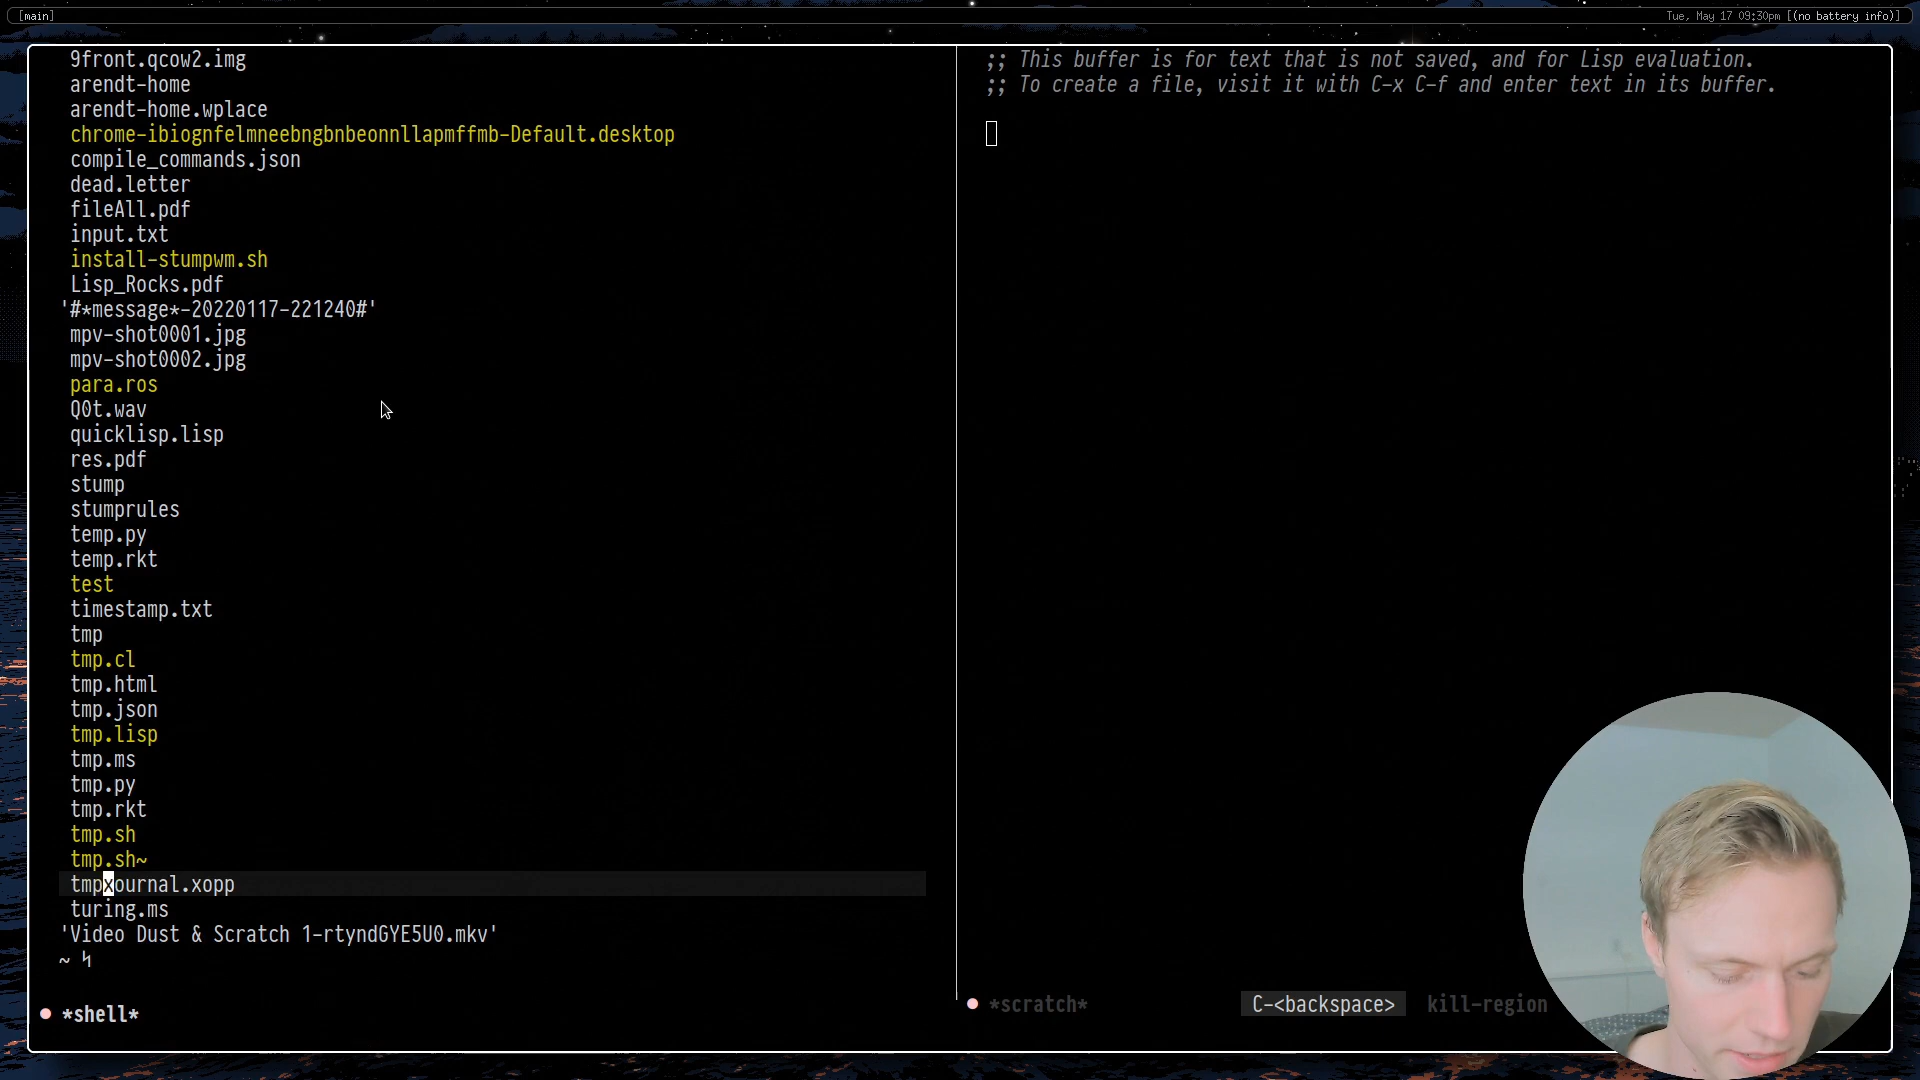 [main]
Tue, May 17 09:30pm [(no battery info)]
9front.qcow2.img
arendt-home
arendt-home.wplace
chrome-ibiognfelmneebngbnbeonnllapmffmb-Default.desktop
compile_commands.json
dead.letter
fileAll.pdf
input.txt
install-stumpwm.sh
Lisp_Rocks.pdf
'#*message*-20220117-221240#'
mpv-shot0001.jpg
mpv-shot0002.jpg
para.ros
Q0t.wav
quicklisp.lisp
res.pdf
stump
stumprules
temp.py
temp.rkt
test
timestamp.txt
tmp
tmp.cl
tmp.html
tmp.json
tmp.lisp
tmp.ms
tmp.py
tmp.rkt
tmp.sh
tmp.sh~
tmpxournal.xopp
turing.ms
'Video Dust & Scratch 1-rtyndGYE5U0.mkv'
~ ᛋ
*shell*
;; This buffer is for text that is not saved, and for Lisp evaluation.
;; To create a file, visit it with C-x C-f and enter text in its buffer.
*scratch*
C-<backspace> kill-region